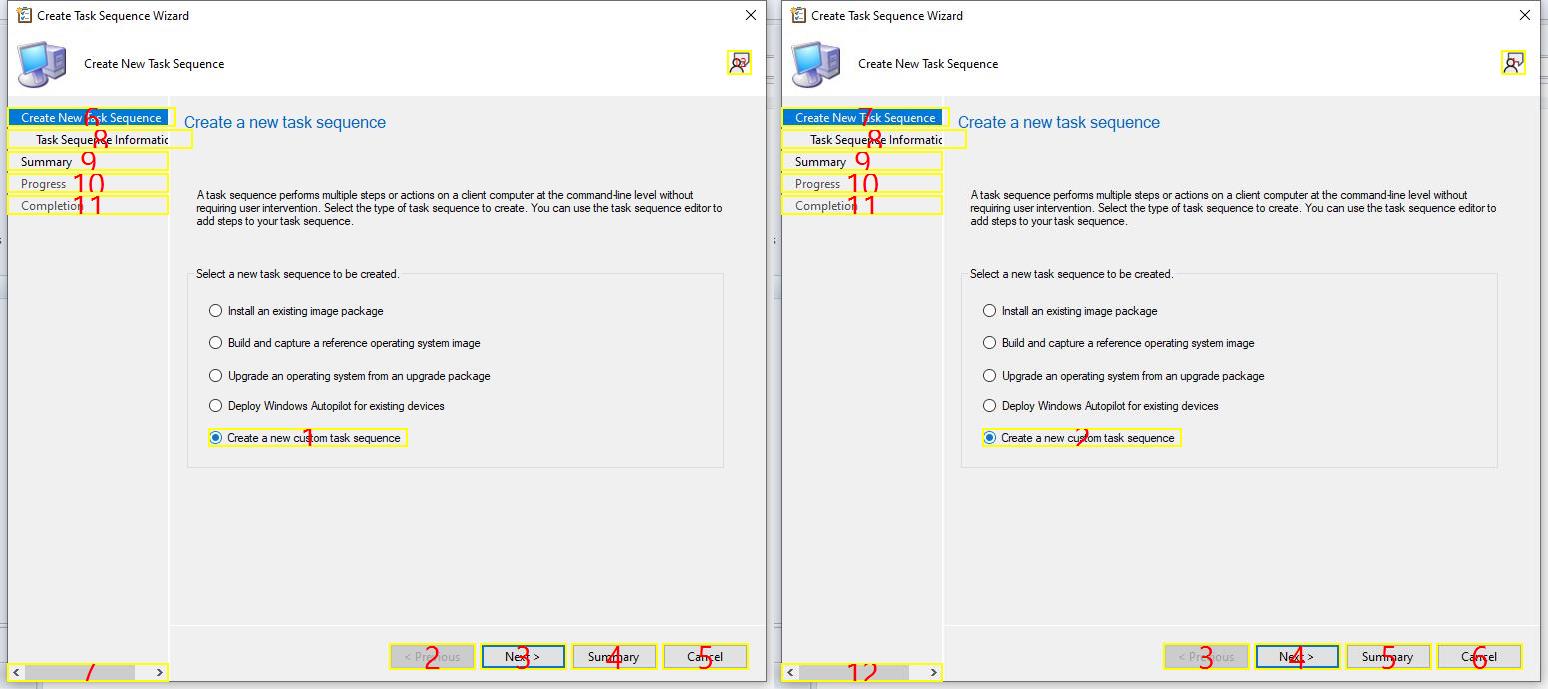 Create Task Sequence Wizard
Create New Task Sequence
Create New Task Sequence
6
Task Sequence Informatic
8
Summary
9
Progress
10
Completion
11
Create a new task sequence
A task sequence performs multiple steps or actions on a client computer at the command-line level without
requiring user intervention. Select the type of task sequence to create. You can use the task sequence editor to
add steps to your task sequence.
Select a new task sequence to be created.
Install an existing image package
Build and capture a reference operating system image
Upgrade an operating system from an upgrade package
Deploy Windows Autopilot for existing devices
Create a new custom task sequence
1
< Previous
2
Next >
3
Summary
4
Cancel
5
7
Create Task Sequence Wizard
Create New Task Sequence
Create New Task Sequence
7
Task Sequence Informatic
8
Summary
9
Progress
10
Completion
11
Create a new task sequence
A task sequence performs multiple steps or actions on a client computer at the command-line level without
requiring user intervention. Select the type of task sequence to create. You can use the task sequence editor to
add steps to your task sequence.
Select a new task sequence to be created.
Install an existing image package
Build and capture a reference operating system image
Upgrade an operating system from an upgrade package
Deploy Windows Autopilot for existing devices
Create a new custom task sequence
2
< Previous
3
Next >
4
Summary
5
Cancel
6
12